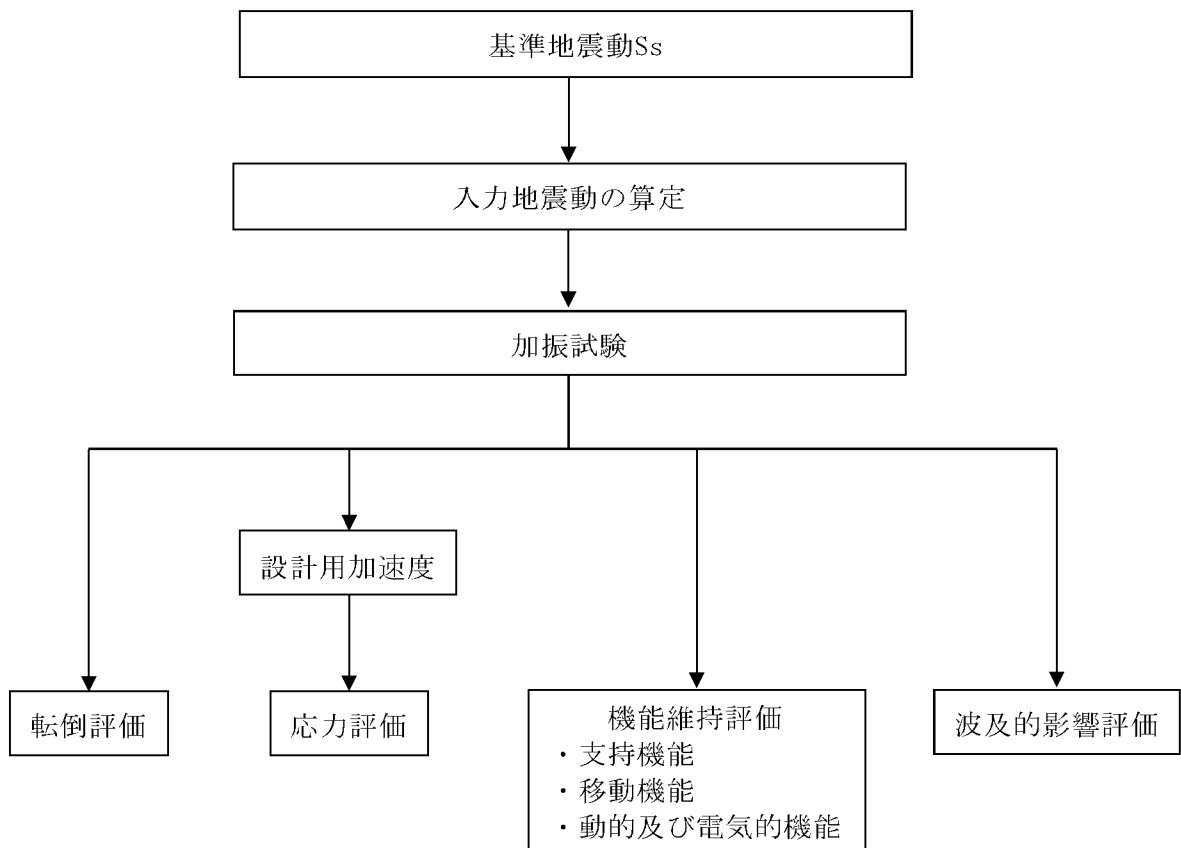 基準地震動Ss
入力地震動の算定
加振試験
設計用加速度
転倒評価
応力評価
機能維持評価
・支持機能
・移動機能
・動的及び電気的機能
波及的影響評価